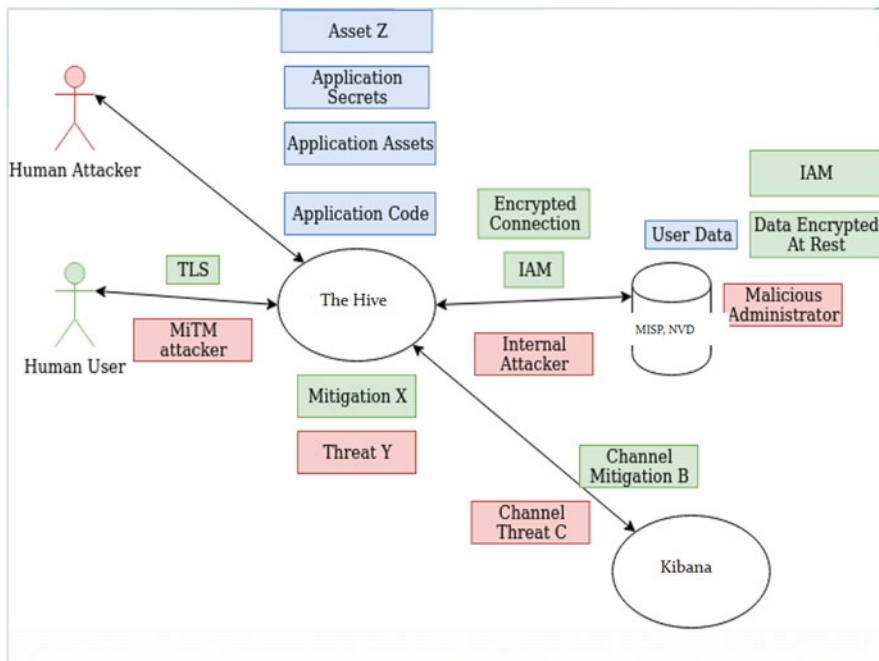 Asset Z
Application
Secrets
Human Attacker
Application Assets
Application Code
Encrypted
Connection
IAM
IAM
User Data
Data Encrypted
At Rest
TLS
The Hive
MiTM
attacker
Human User
MISP, NVD
Malicious
Administrator
Internal
Attacker
Mitigation X
Threat Y
Channel
Mitigation B
Channel
Threat C
Kibana